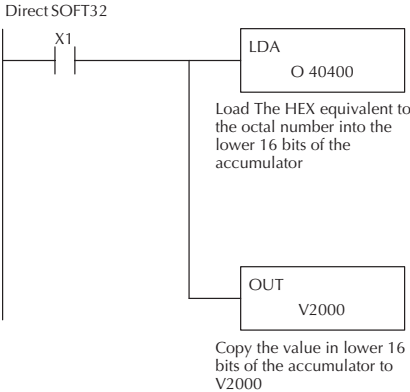 Direct SOFT32
X1
LDA
O 40400
Load The HEX equivalent to
the octal number into the
lower 16 bits of the
accumulator
OUT
V2000
Copy the value in lower 16
bits of the accumulator to
V2000